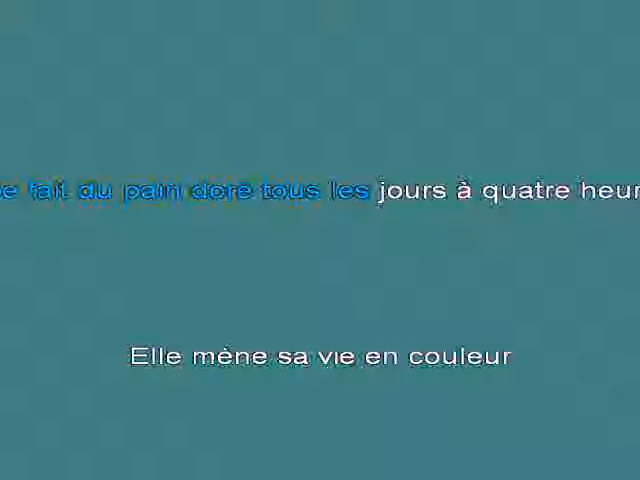 e fait du pain doré tous les jours à quatre heur
Elle mène sa vie en couleur